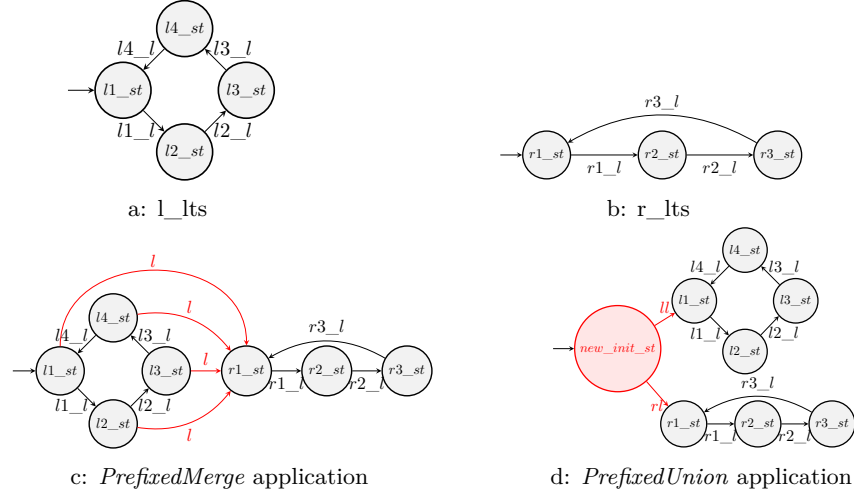 l4_st
l4_l
l3_l
l1_st
l3_st
l1_l
l2_l
l2_st
a: l_lts
r3_l
r1_st
r2_st
r3_st
r1_l
r2_l
b: r_lts
l
l4_st
l
l4_l
l3_l
l
r3_l
l1_st
l3_st
r1_st
r2_st
r3_st
r1_l
r2_l
l1_l
l2_l
l2_st
l
c: PrefixedMerge application
l4_st
l4_l
l3_l
ll
l1_st
l3_st
l1_l
l2_l
new_init_st
l2_st
r3_l
rl
r1_st
r2_st
r3_st
r1_l
r2_l
d: PrefixedUnion application